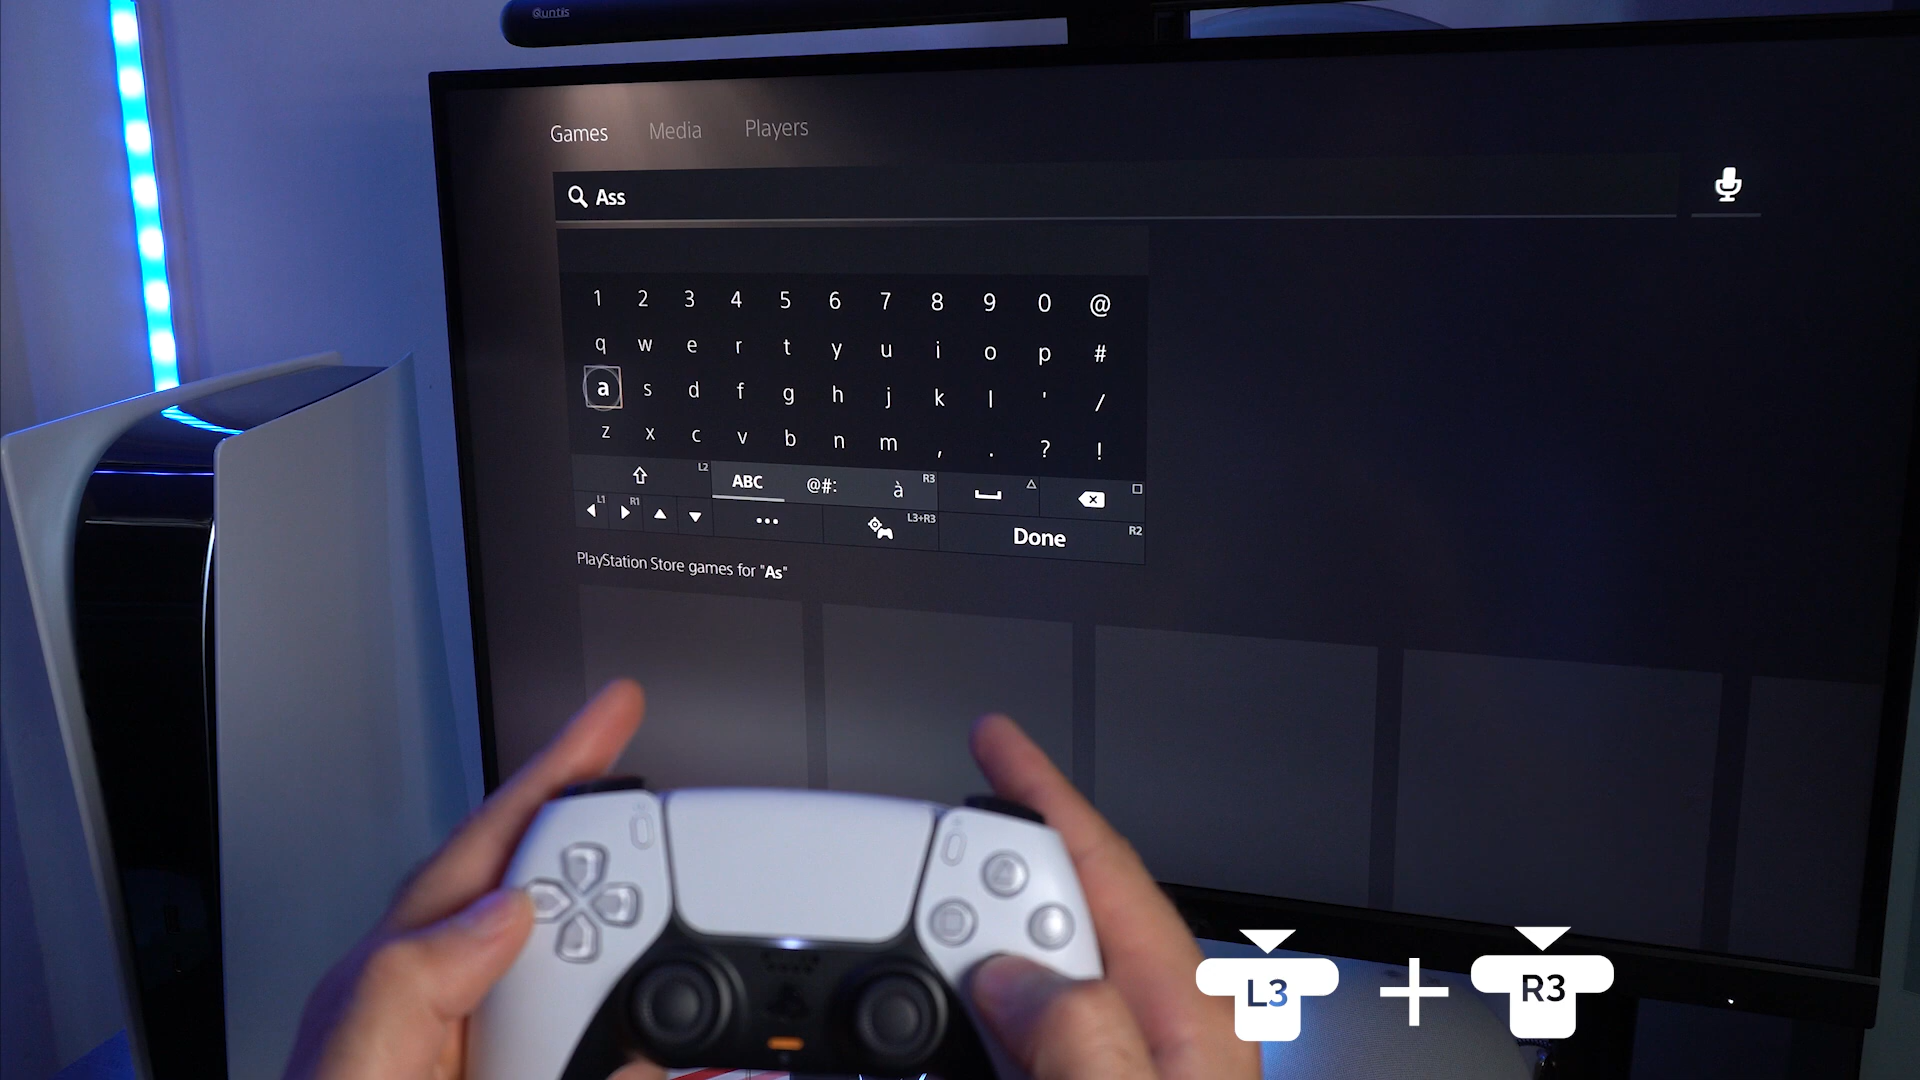 Quntis
Games Media Players
Ass
1 2 3 4 5 6 7 8 9 0 @
q w e r t y u i o p #
a s d f g h j k l ' /
z x c v b n m , . ? !
L2 ABC @#: à R3
L1 R1 ... L3+R3 Done R2
PlayStation Store games for "As"
L3 + R3